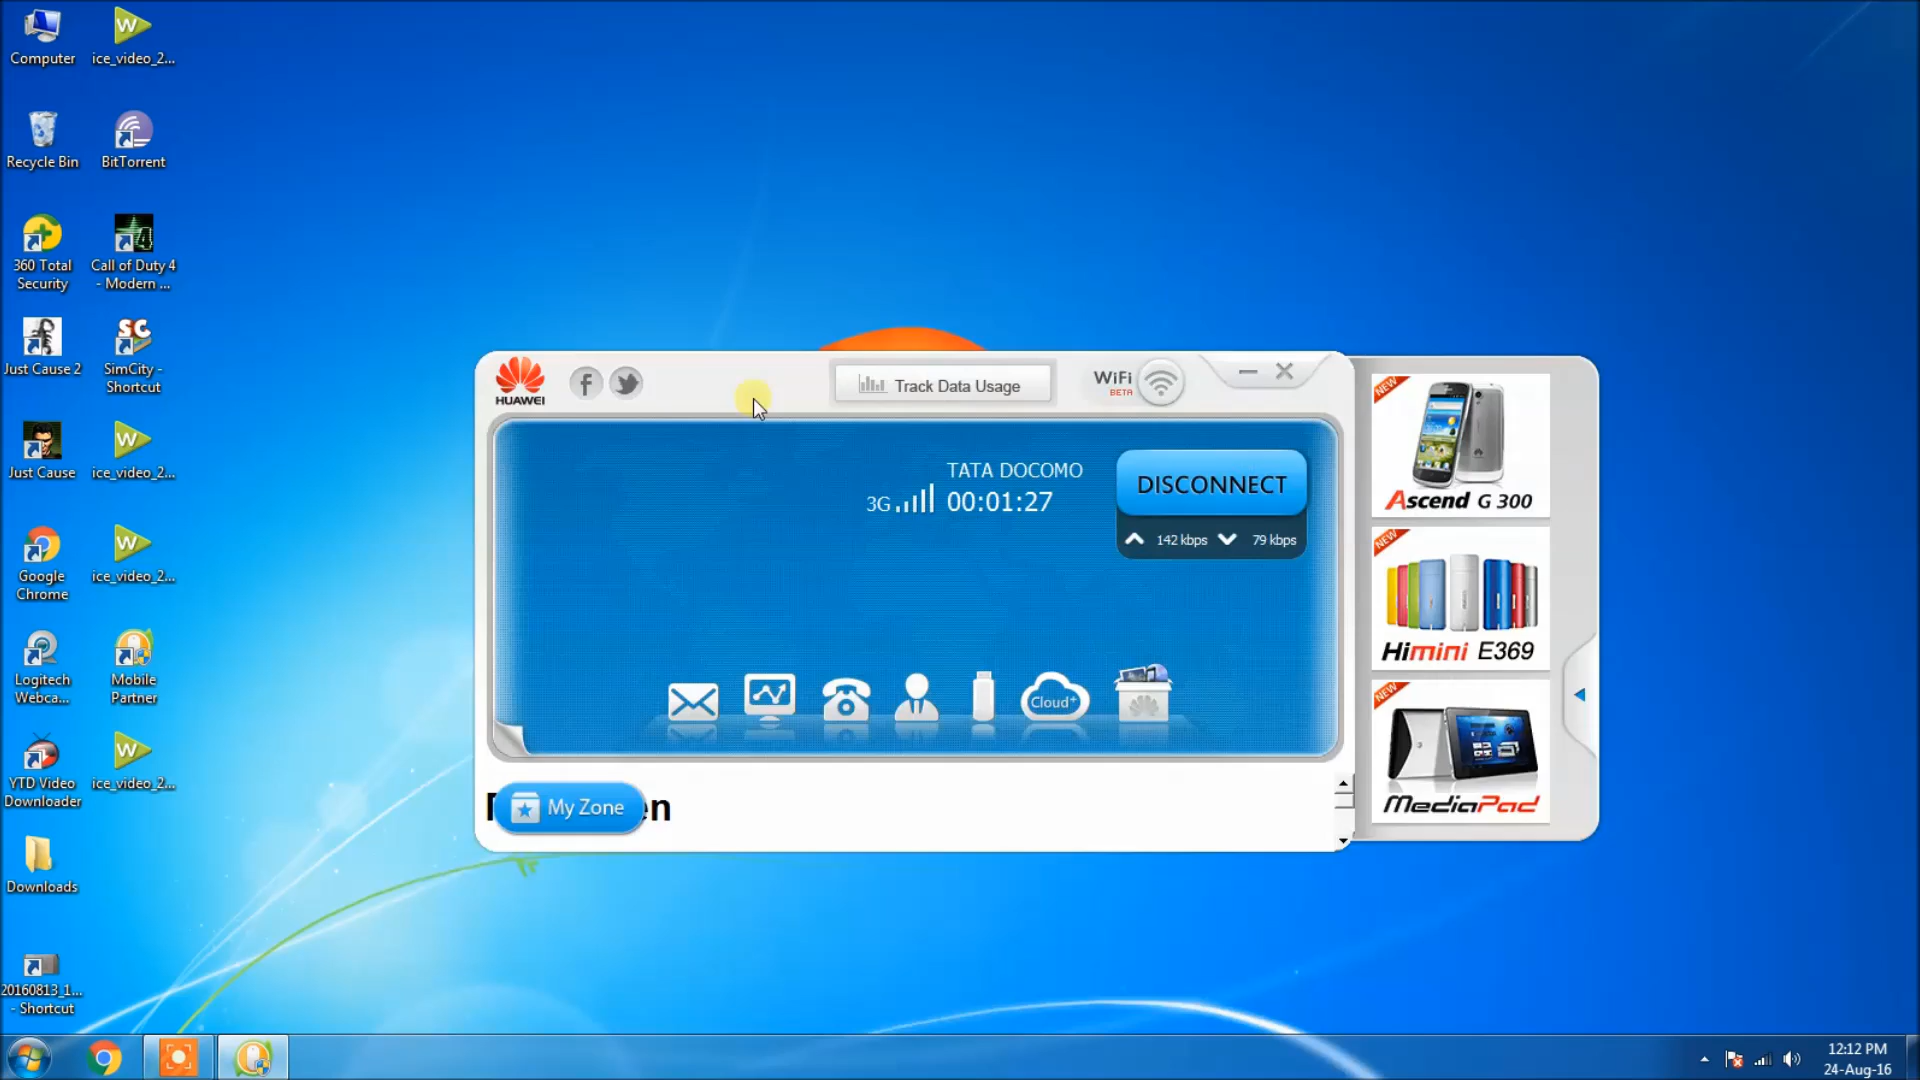 Computer
ice_video_2...
Recycle Bin
BitTorrent
360 Total
Security
Call of Duty 4
- Modern ...
Just Cause 2
SimCity -
Shortcut
Just Cause
ice_video_2...
Google
Chrome
ice_video_2...
Logitech
Webca...
Mobile
Partner
YTD Video
Downloader
ice_video_2...
Downloads
20160813_1...
- Shortcut
HUAWEI
Track Data Usage
WiFi
BETA
TATA DOCOMO
3G
00:01:27
DISCONNECT
142 kbps
79 kbps
Cloud+
My Zone
en
NEW
Ascend G 300
NEW
Himini E369
NEW
MediaPad
12:12 PM
24-Aug-16